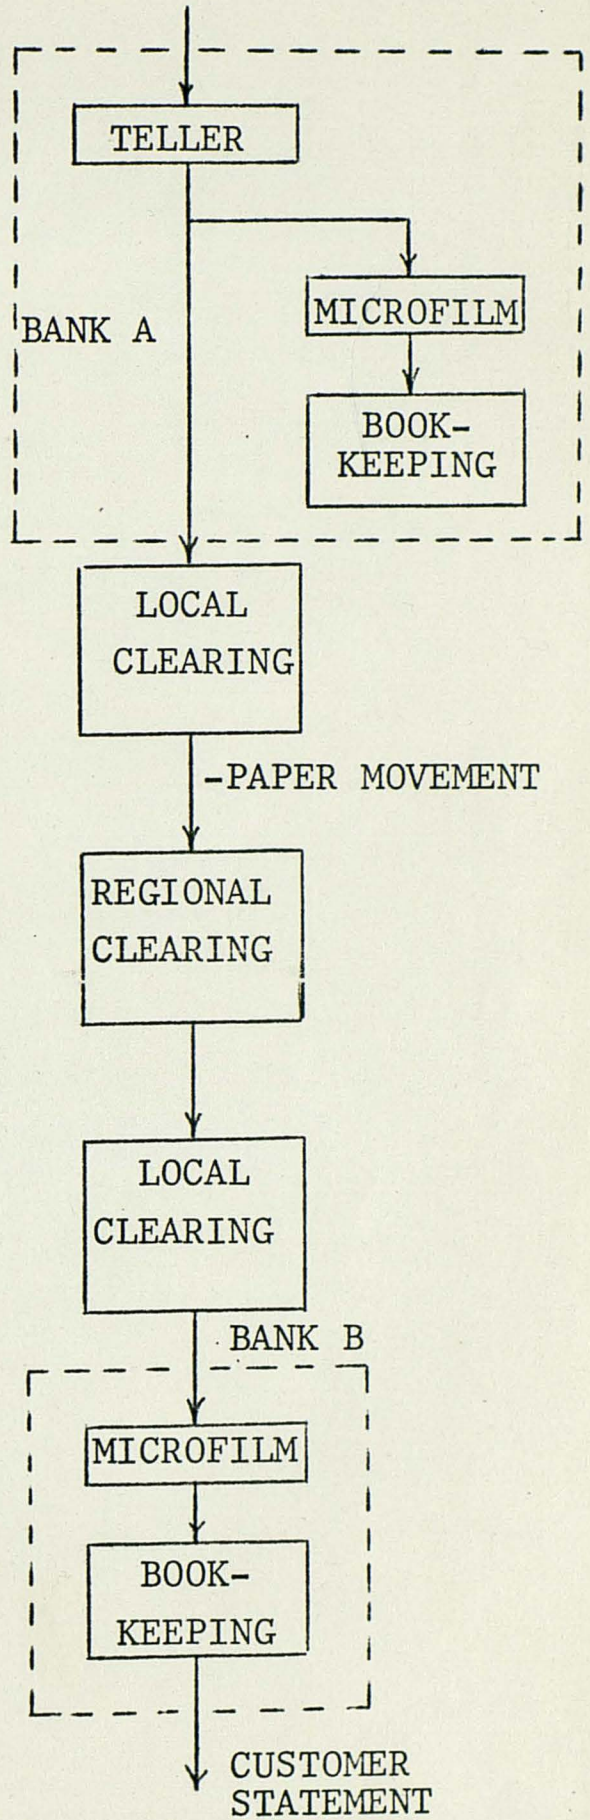 TELLER
BANK A
MICROFILM
BOOK-
KEEPING
LOCAL
CLEARING
-PAPER MOVEMENT
REGIONAL
CLEARING
LOCAL
CLEARING
BANK B
MICROFILM
BOOK-
KEEPING
CUSTOMER
STATEMENT